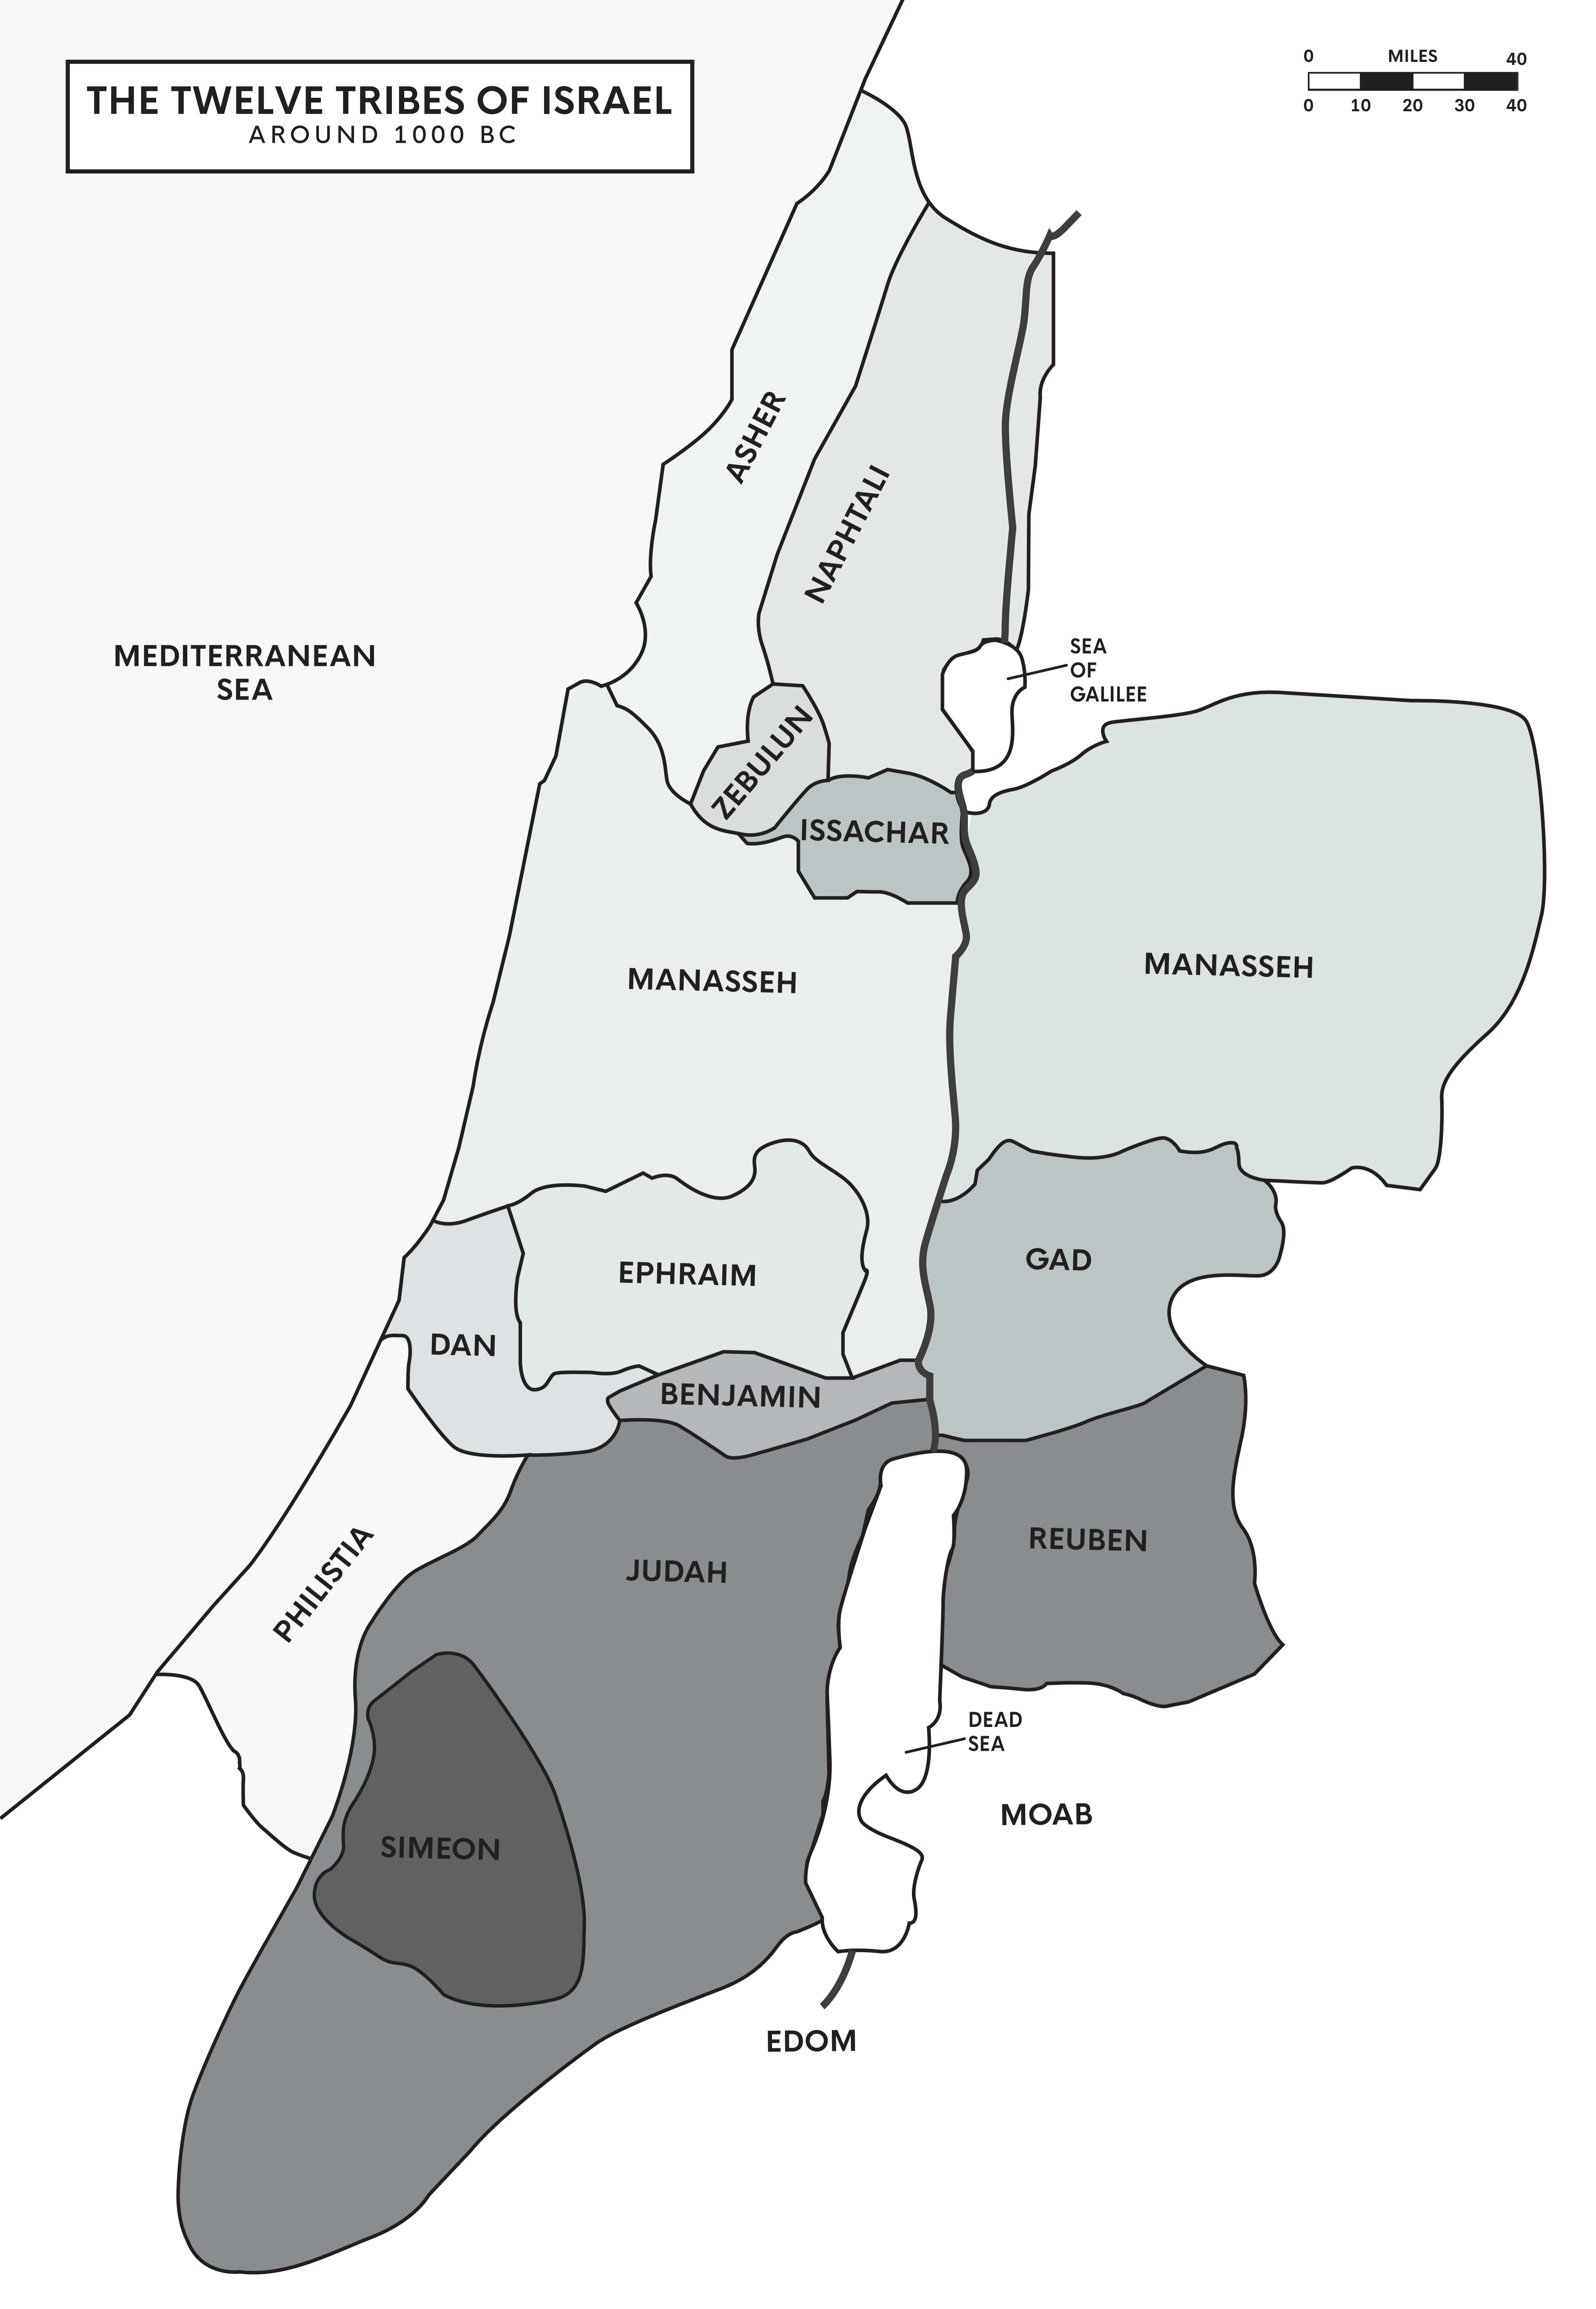 THE TWELVE TRIBES OF ISRAEL
AROUND 1000 BC
0 MILES 40
0 10 20 30 40
ASHER
NAPHTALI
MEDITERRANEAN
SEA
SEA
OF
GALILEE
ZEBULUN
ISSACHAR
MANASSEH
MANASSEH
EPHRAIM
GAD
DAN
BENJAMIN
PHILISTIA
JUDAH
REUBEN
DEAD
SEA
MOAB
SIMEON
EDOM